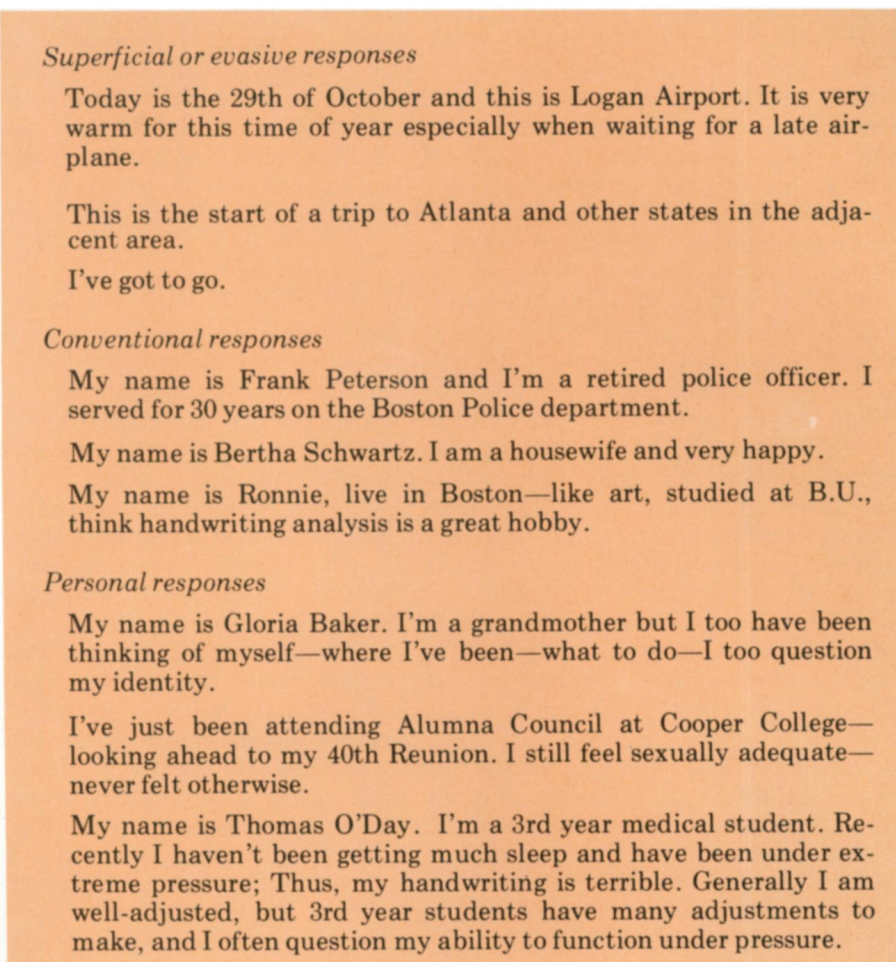 Superficial or evasive responses
Today is the 29th of October and this is Logan Airport. It is very
warm for this time of year especially when waiting for a late air-
plane.
This is the start of a trip to Atlanta and other states in the adja-
cent area.
I've got to go.
Conventional responses
My name is Frank Peterson and I'm a retired police officer. I
served for 30 years on the Boston Police department.
My name is Bertha Schwartz. I am a housewife and very happy.
My name is Ronnie, live in Boston—like art, studied at B.U.,
think handwriting analysis is a great hobby.
Personal responses
My name is Gloria Baker. I'm a grandmother but I too have been
thinking of myself—where I've been—what to do—I too question
my identity.
I've just been attending Alumna Council at Cooper College—
looking ahead to my 40th Reunion. I still feel sexually adequate—
never felt otherwise.
My name is Thomas O'Day. I'm a 3rd year medical student. Re-
cently I haven't been getting much sleep and have been under ex-
treme pressure; Thus, my handwriting is terrible. Generally I am
well-adjusted, but 3rd year students have many adjustments to
make, and I often question my ability to function under pressure.